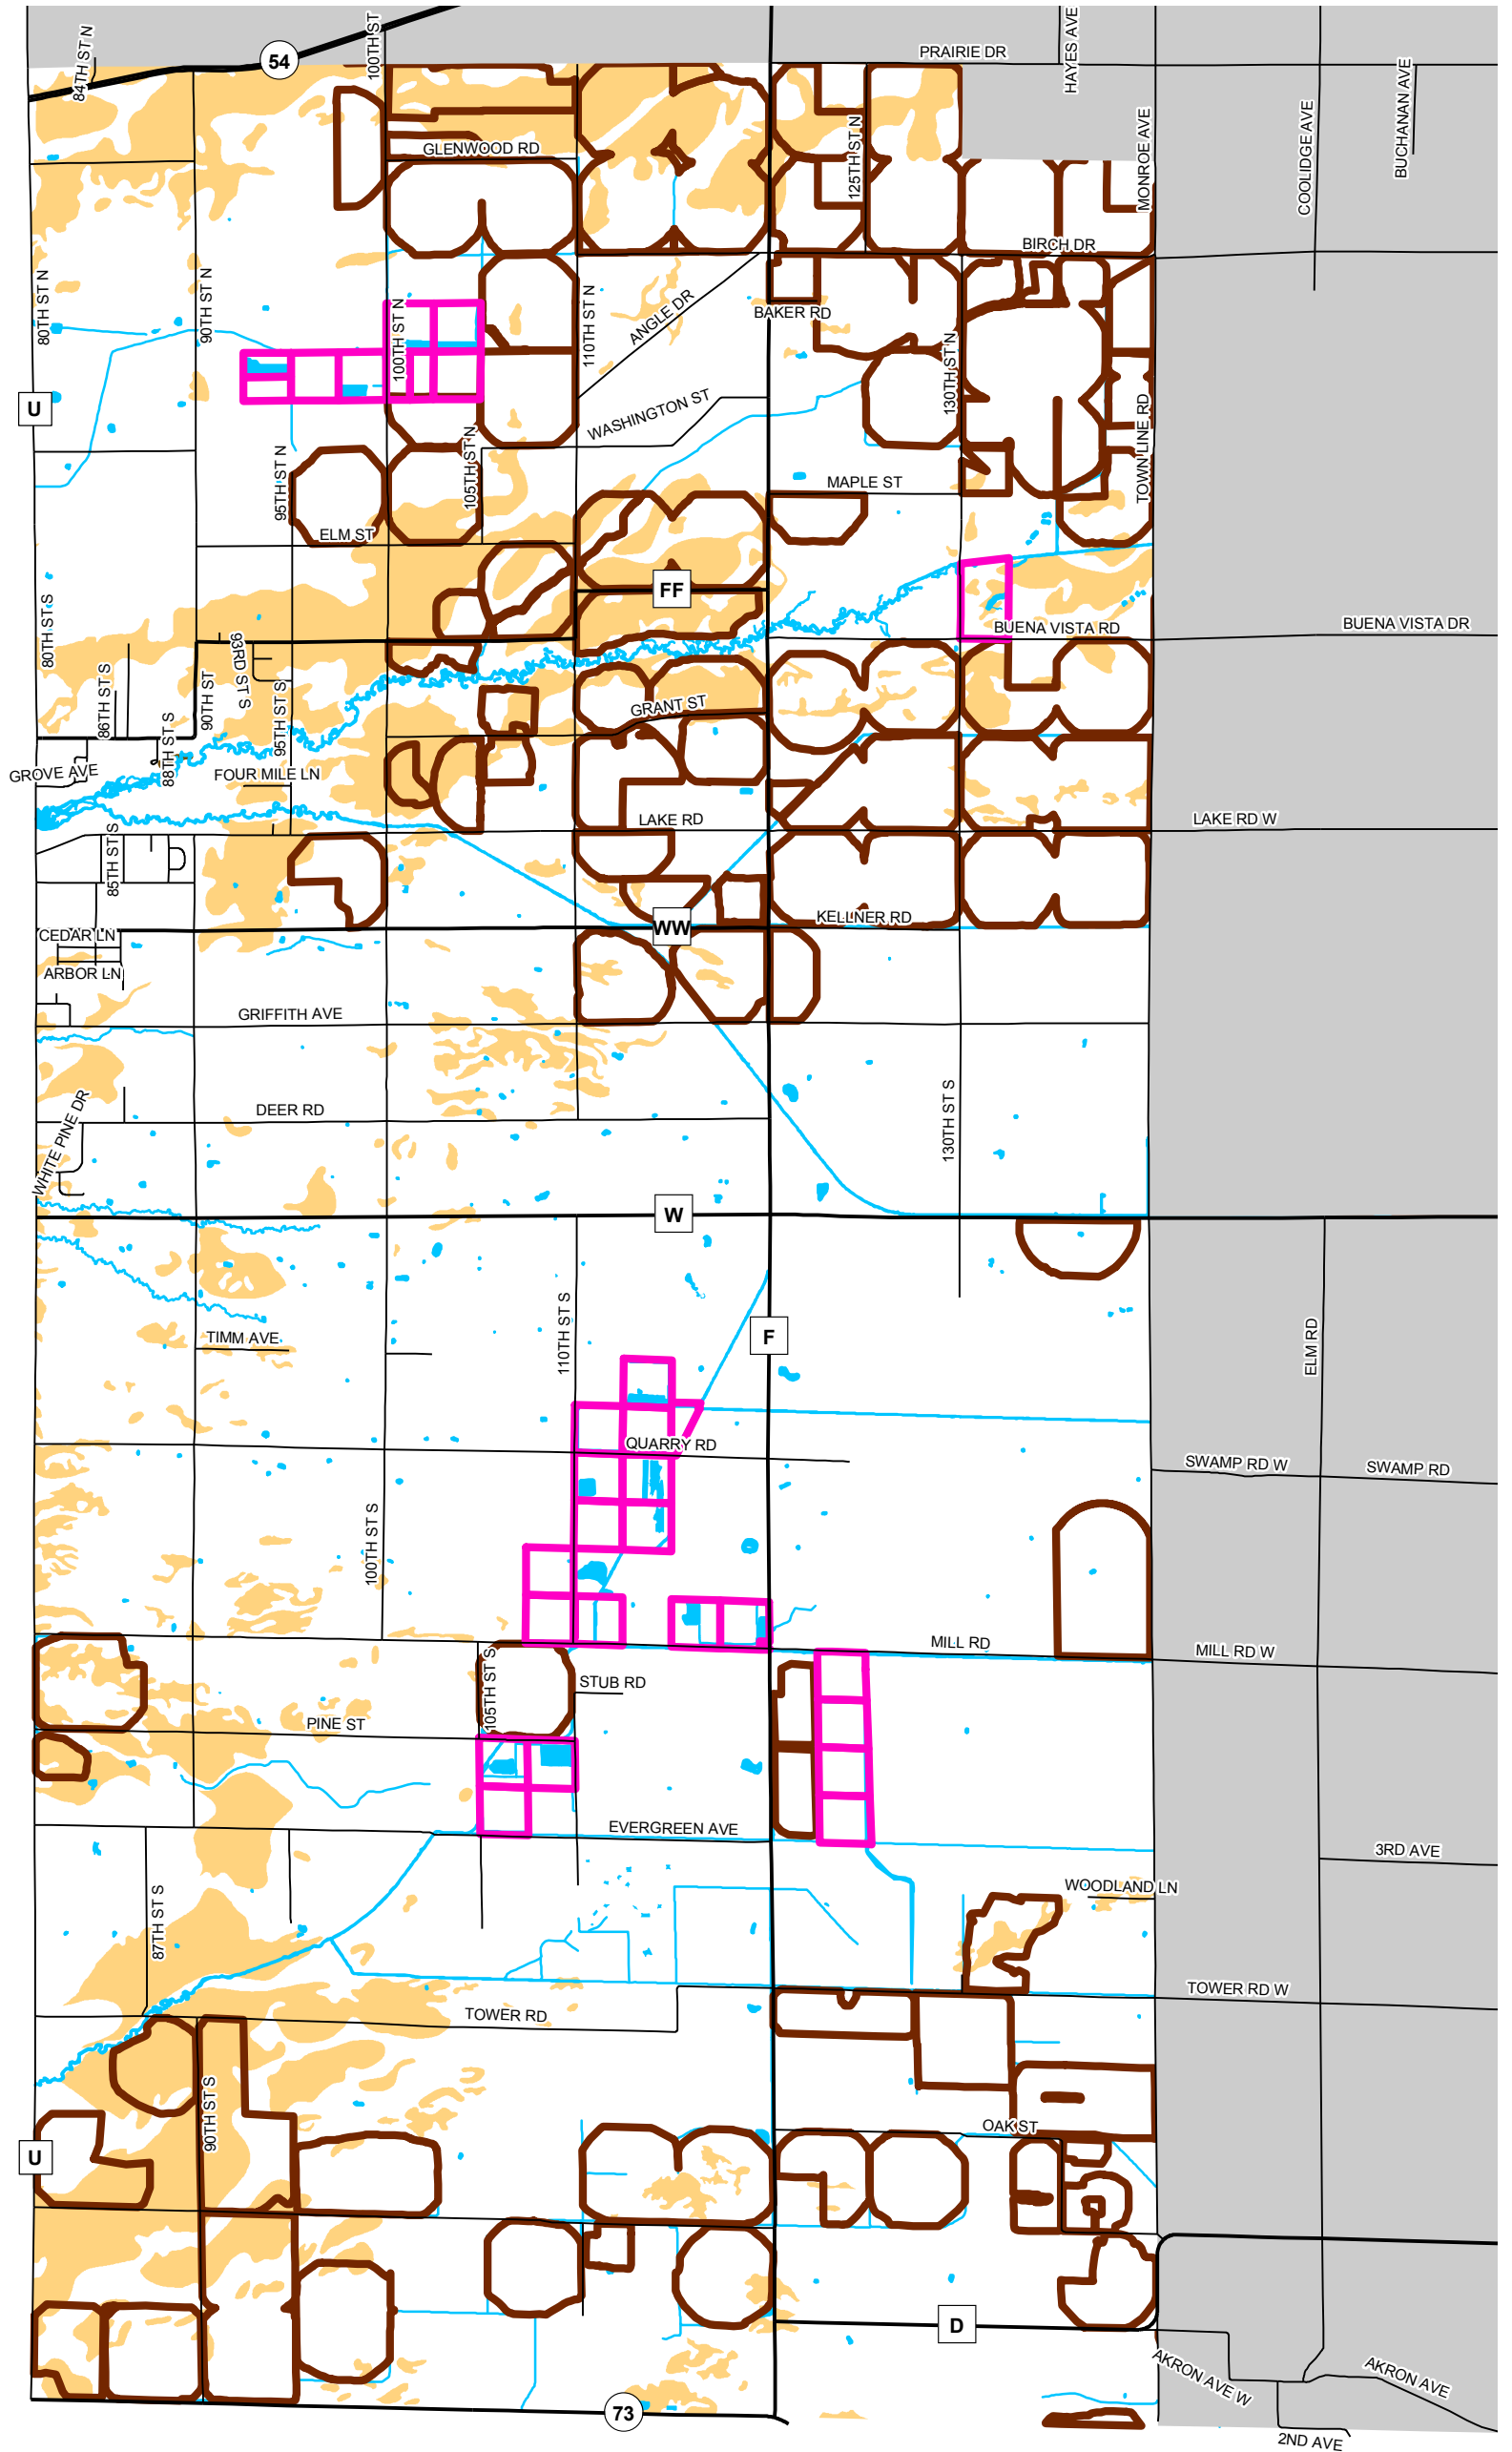 PRAIRIE DR
HAYES AVE
84TH ST N
100TH ST
54
BUCHANAN AVE
COOLIDGE AVE
MONROE AVE
125TH ST N
GLENWOOD RD
BIRCH DR
80TH ST N
90TH ST N
100TH ST N
110TH ST N
ANGLE DR
BAKER RD
130TH ST N
U
WASHINGTON ST
TOWN LINE RD
95TH ST N
105TH ST N
MAPLE ST
ELM ST
FF
80TH ST S
BUENA VISTA RD
BUENA VISTA DR
93RD ST S
86TH ST S
90TH ST
95TH ST S
88TH ST S
GRANT ST
GROVE AVE
FOUR MILE LN
LAKE RD
LAKE RD W
85TH ST S
KELLNER RD
WW
CEDAR LN
ARBOR LN
GRIFFITH AVE
DEER RD
WHITE PINE DR
130TH ST S
W
110TH ST S
F
ELM RD
TIMM AVE
QUARRY RD
SWAMP RD W
SWAMP RD
100TH ST S
MILL RD
MILL RD W
105TH ST S
STUB RD
PINE ST
EVERGREEN AVE
3RD AVE
WOODLAND LN
87TH ST S
TOWER RD W
TOWER RD
90TH ST S
OAK ST
U
D
AKRON AVE W
AKRON AVE
73
2ND AVE